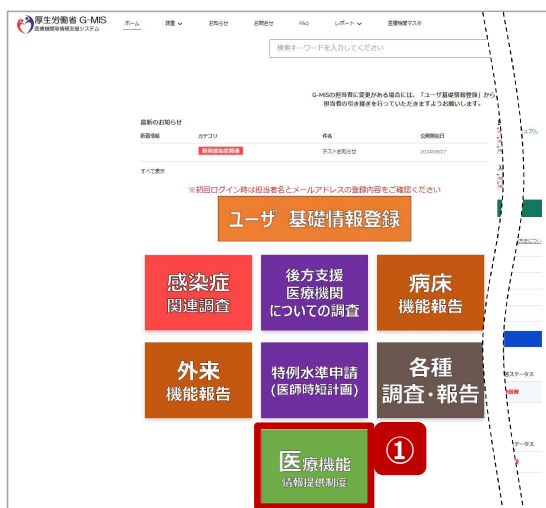 厚生労働省 G-MIS
医療機関等情報支援システム
ホーム 調査 お知らせ お問合せ FAQ レポート 医療機関マスタ
検索キーワードを入力してください
G-MISの担当者に変更がある場合には、「ユーザ基礎情報登録」から
担当者の引き継ぎを行っていただきますようお願いします。
最新のお知らせ
新着情報 カテゴリ 件名 公開開始日
新興感染症関連 テストお知らせ 2024/09/27
すべて表示
※初回ログイン時は担当者名とメールアドレスの登録内容をご確認ください
ユーザ 基礎情報登録
感染症
関連調査
後方支援
医療機関
についての調査
病床
機能報告
外来
機能報告
特例水準申請
(医師時短計画)
各種
調査・報告
医療機能
情報提供制度
①